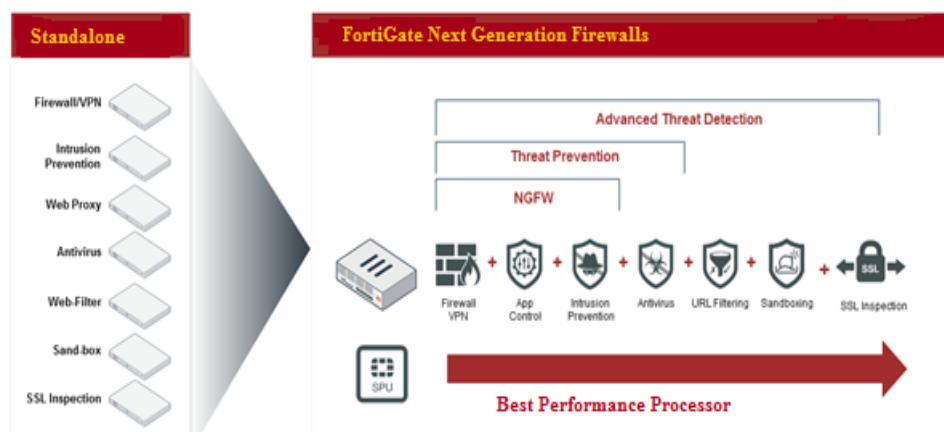 Standalone
Firewall/VPN
Intrusion
Prevention
Web Proxy
Antivirus
Web-Filter
Sand-box
SSL Inspection
FortiGate Next Generation Firewalls
Advanced Threat Detection
Threat Prevention
NGFW
SSL
Firewall
VPN
App
Control
Intrusion
Prevention
Antivirus
URL Filtering
Sandboxing
SSL Inspection
SPU
Best Performance Processor